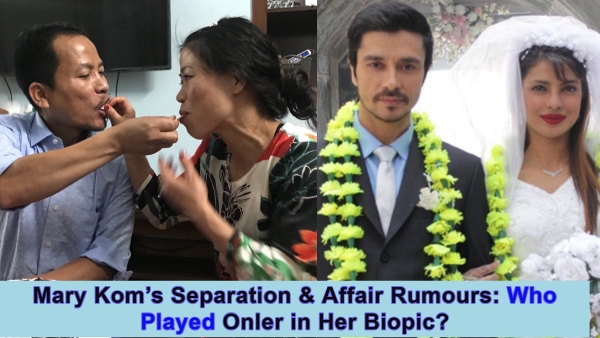 Mary Kom’s Separation & Affair Rumours: Who
Played Onler in Her Biopic?